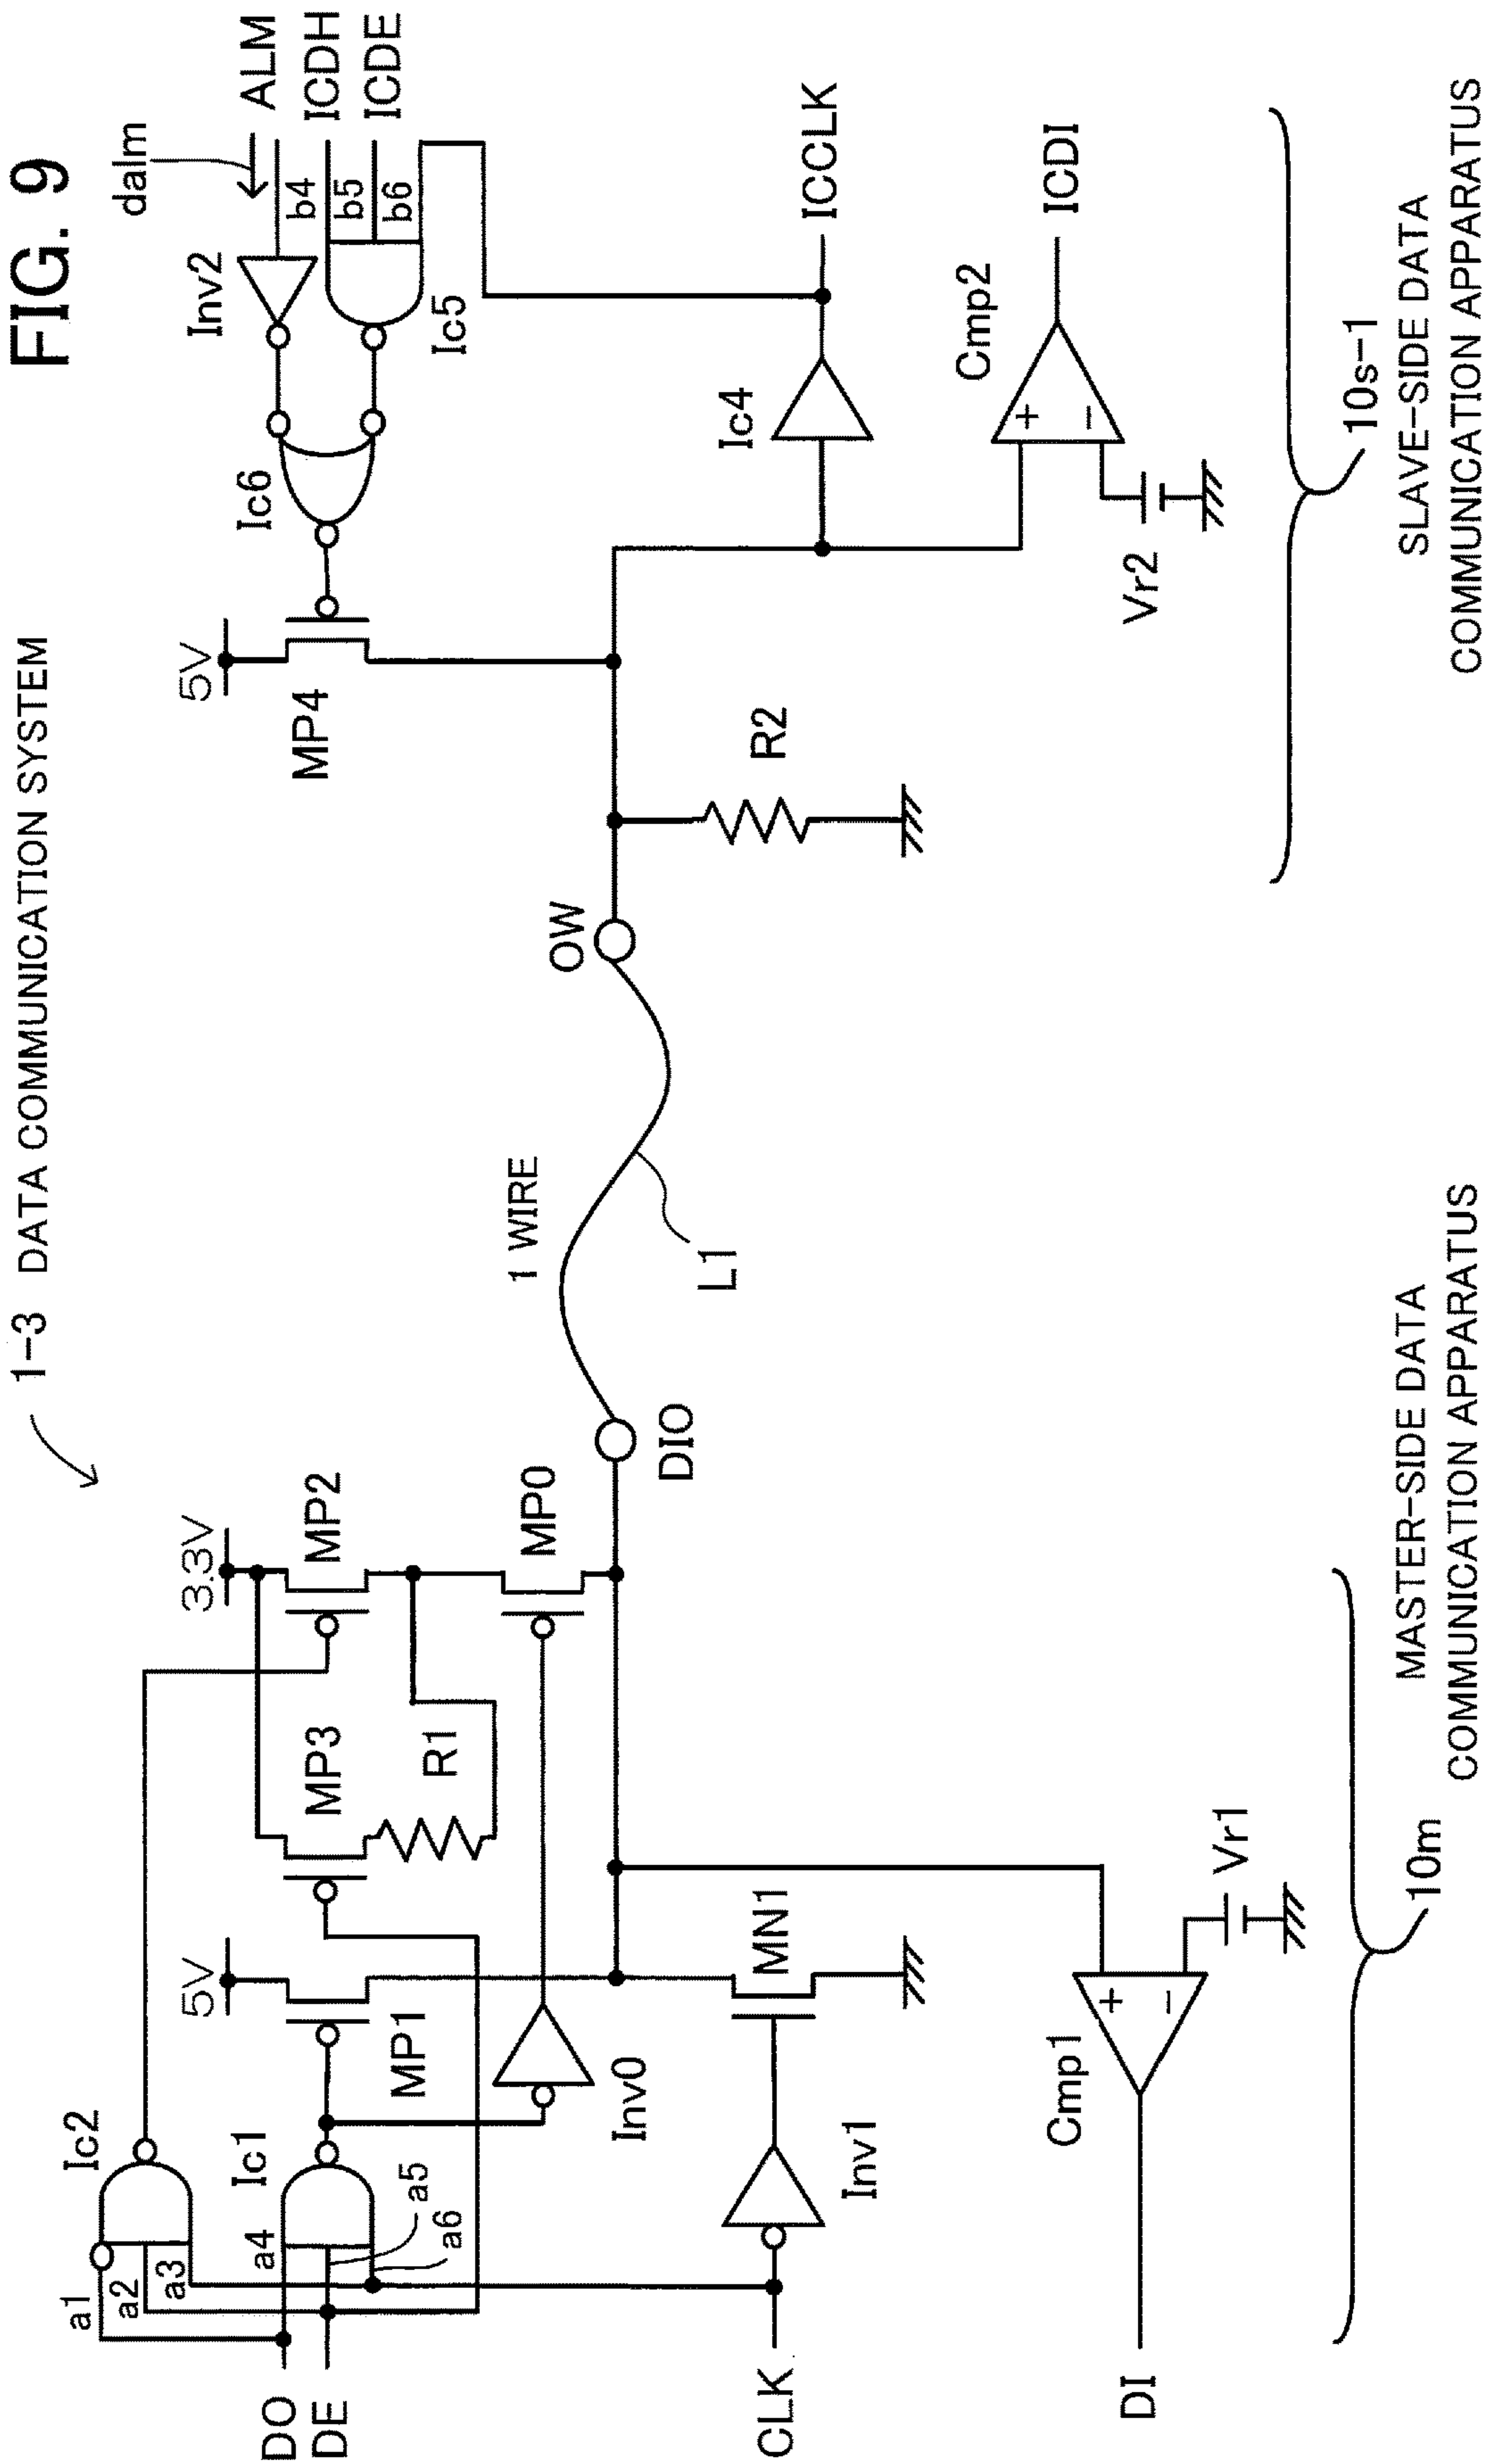 FIG. 9
1-3 DATA COMMUNICATION SYSTEM
DO
DE
CLK
DI
a1
a2
a3
a4
a5
a6
Ic2
Ic1
Inv0
Inv1
Cmp1
Vr1
5V
MP1
MN1
MP3
R1
3.3V
MP2
MP0
DIO
1 WIRE
L1
OW
R2
5V
MP4
Ic6
Inv2
Ic5
Ic4
Cmp2
Vr2
dalm
b4
b5
b6
ALM
ICDH
ICDE
ICCLK
ICDI
10m
MASTER-SIDE DATA
COMMUNICATION APPARATUS
10s-1
SLAVE-SIDE DATA
COMMUNICATION APPARATUS
+
−
+
−